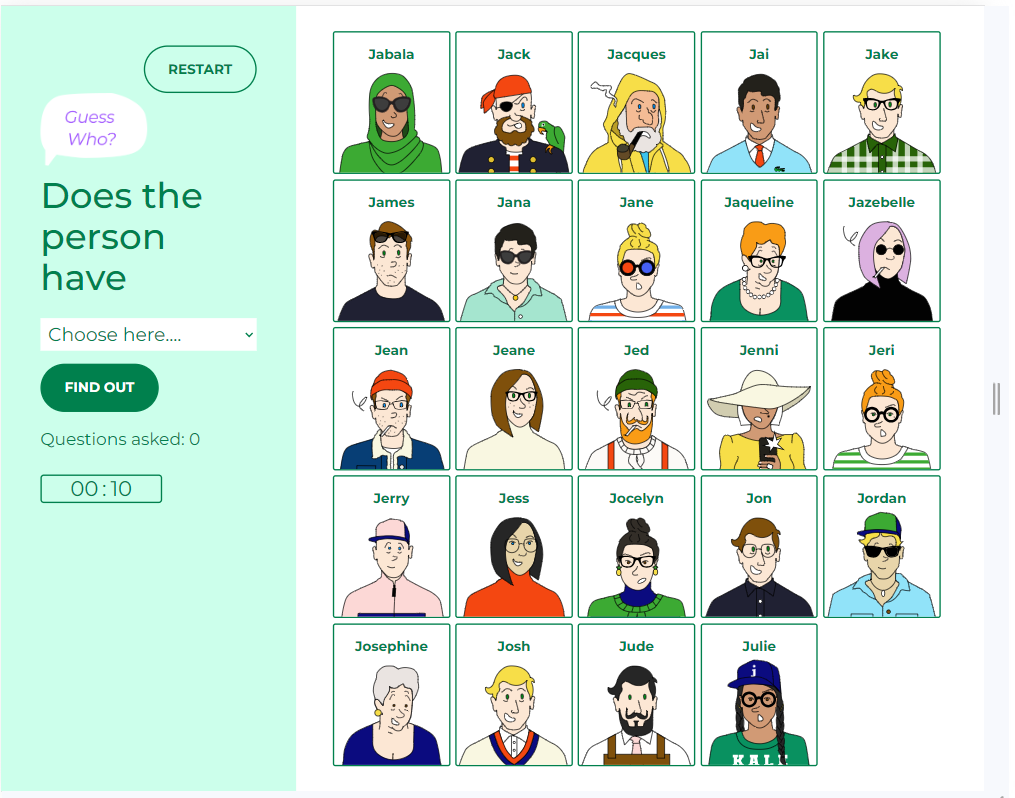 RESTART
Guess
Who?
Does the
person
have
Choose here....
FIND OUT
Questions asked: 0
00:10
Jabala
Jack
Jacques
Jai
Jake
James
Jana
Jane
Jaqueline
Jazebelle
Jean
Jeane
Jed
Jenni
Jeri
Jerry
Jess
Jocelyn
Jon
Jordan
Josephine
Josh
Jude
Julie
j